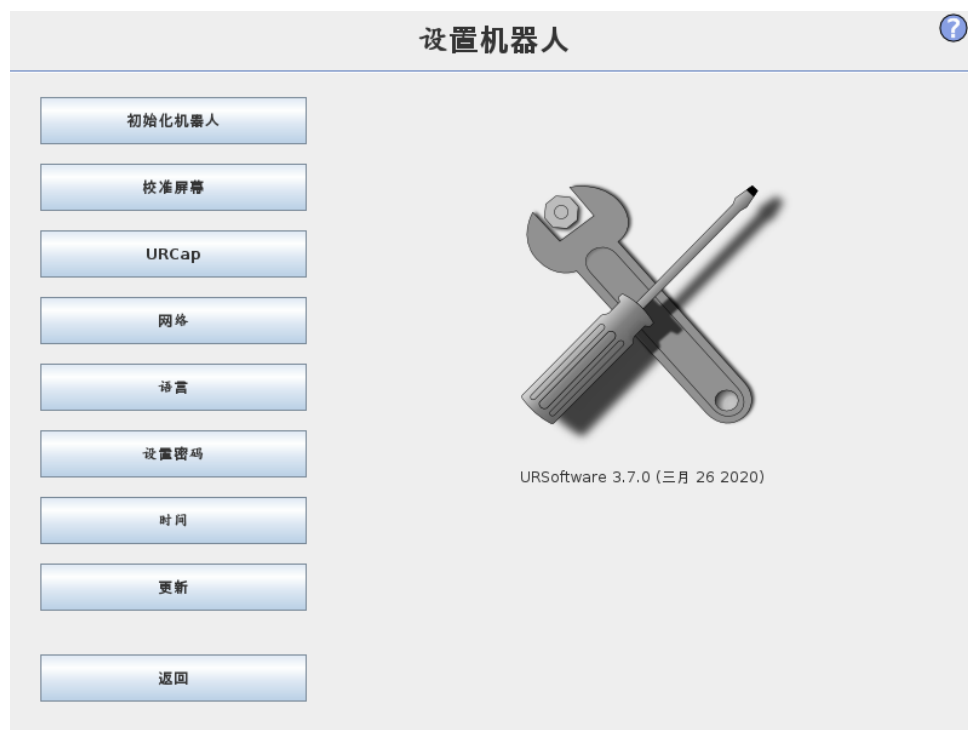 设置机器人
?
初始化机器人
校准屏幕
URCap
网络
语言
设置密码
时间
更新
返回
URSoftware 3.7.0 (三月 26 2020)